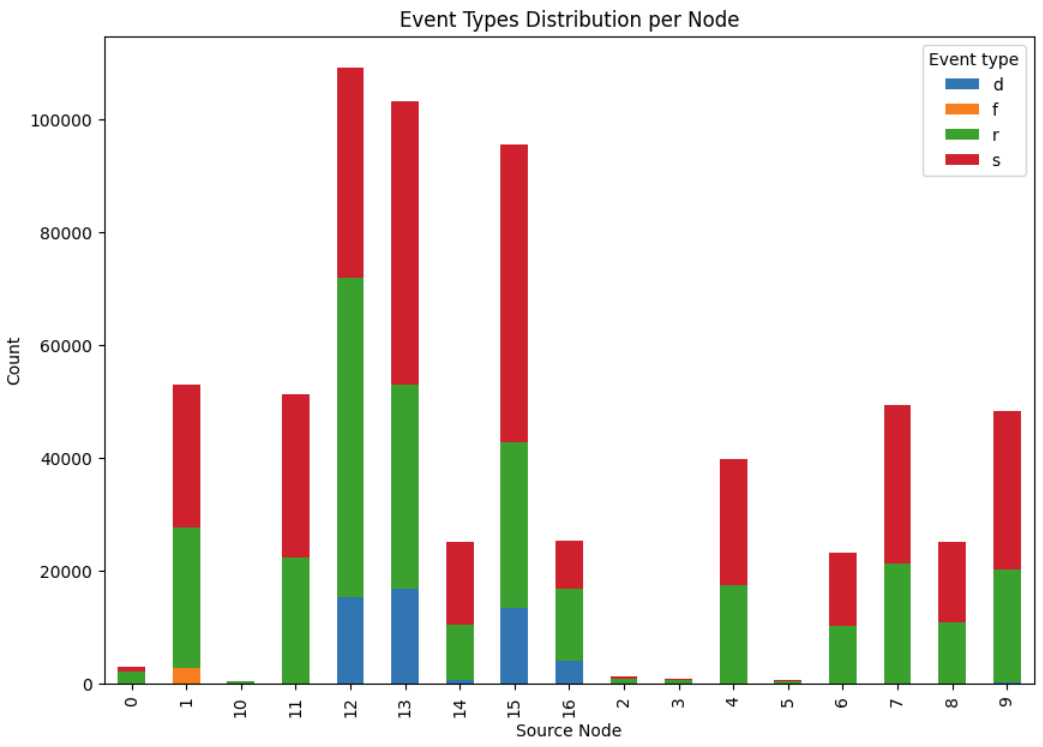 Event Types Distribution per Node
Event type
d
f
r
s
Count
100000
80000
60000
40000
20000
0
0 1 10 11 12 13 14 15 16 2 3 4 5 6 7 8 9
Source Node